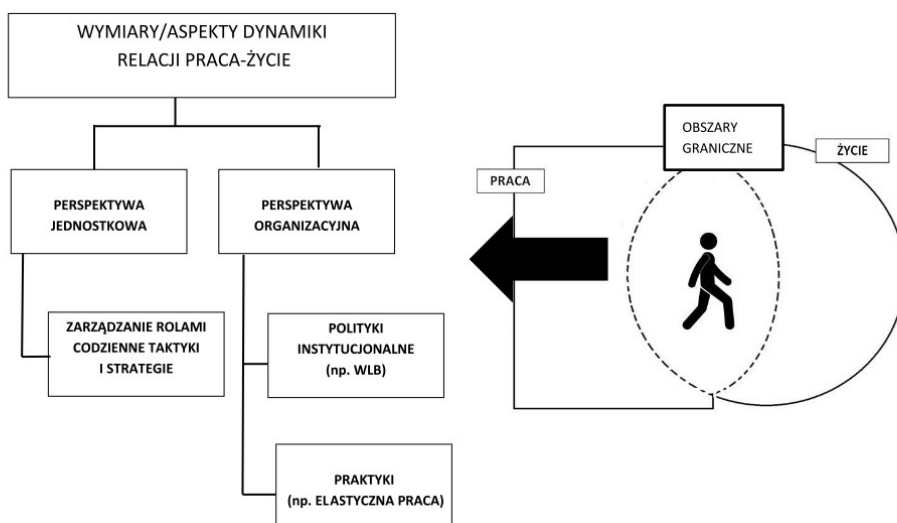 WYMIARY/ASPEKTY DYNAMIKI
RELACJI PRACA-ŻYCIE
PERSPEKTYWA
JEDNOSTKOWA
PERSPEKTYWA
ORGANIZACYJNA
ZARZĄDZANIE ROLAMI
CODZIENNE TAKTYKI
I STRATEGIE
POLITYKI
INSTYTUCJONALNE
(np. WLB)
PRAKTYKI
(np. ELASTYCZNA PRACA)
OBSZARY
GRANICZNE
PRACA
ŻYCIE